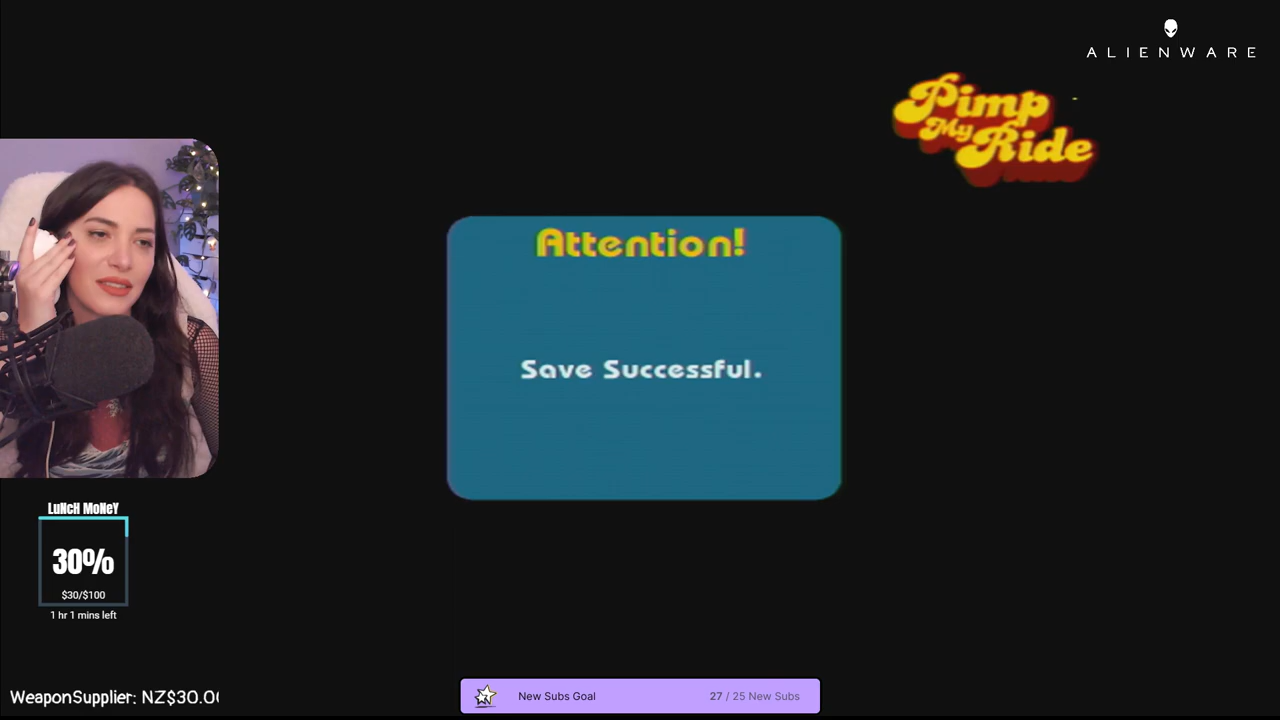 ALIENWARE
Pimp
My Ride
Attention!
Save Successful.
LuNcH MoNeY
30%
$30/$100
1 hr 1 mins left
WeaponSupplier: NZ$30.0
New Subs Goal
27 / 25 New Subs